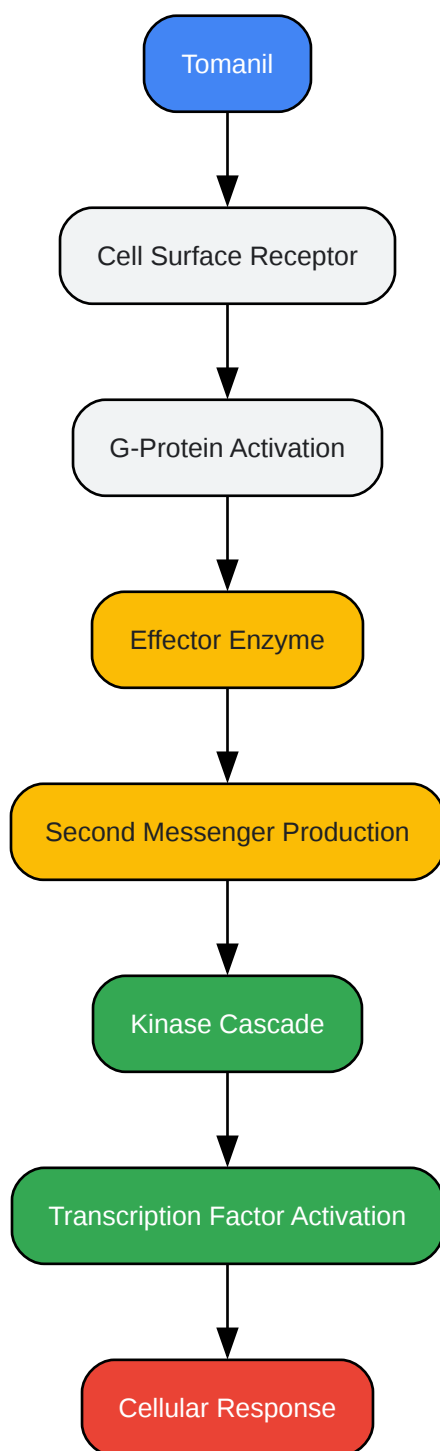 Tomanil
Cell Surface Receptor
G-Protein Activation
Effector Enzyme
Second Messenger Production
Kinase Cascade
Transcription Factor Activation
Cellular Response